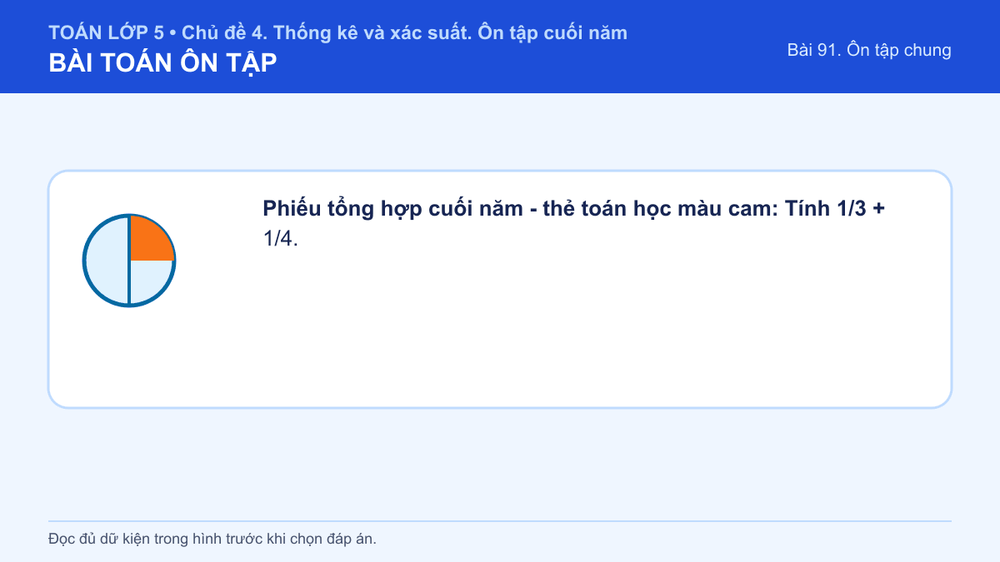 TOÁN LỚP 5 • Chủ đề 4. Thống kê và xác suất. Ôn tập cuối năm
BÀI TOÁN ÔN TẬP
Bài 91. Ôn tập chung
Phiếu tổng hợp cuối năm - thẻ toán học màu cam: Tính 1/3 +
1/4.
Đọc đủ dữ kiện trong hình trước khi chọn đáp án.